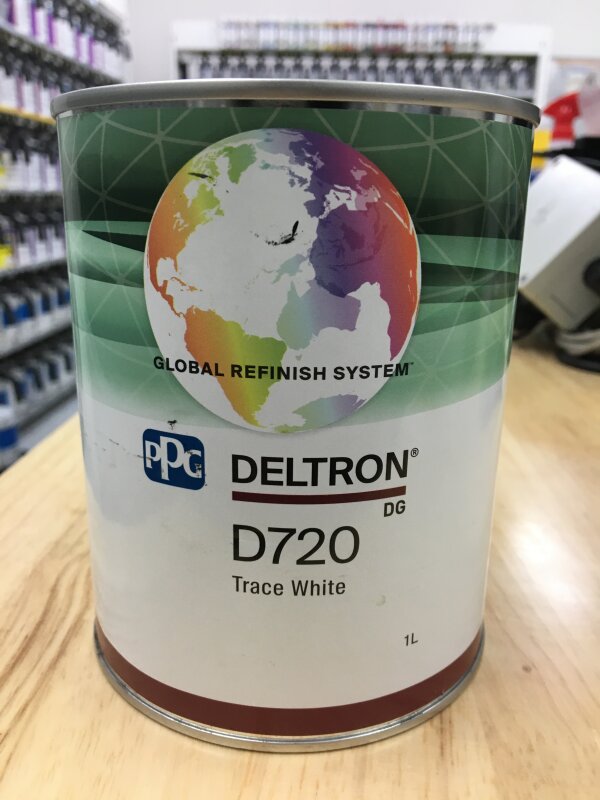 GLOBAL REFINISH SYSTEM™
PPG
DELTRON®
DG
D720
Trace White
1L